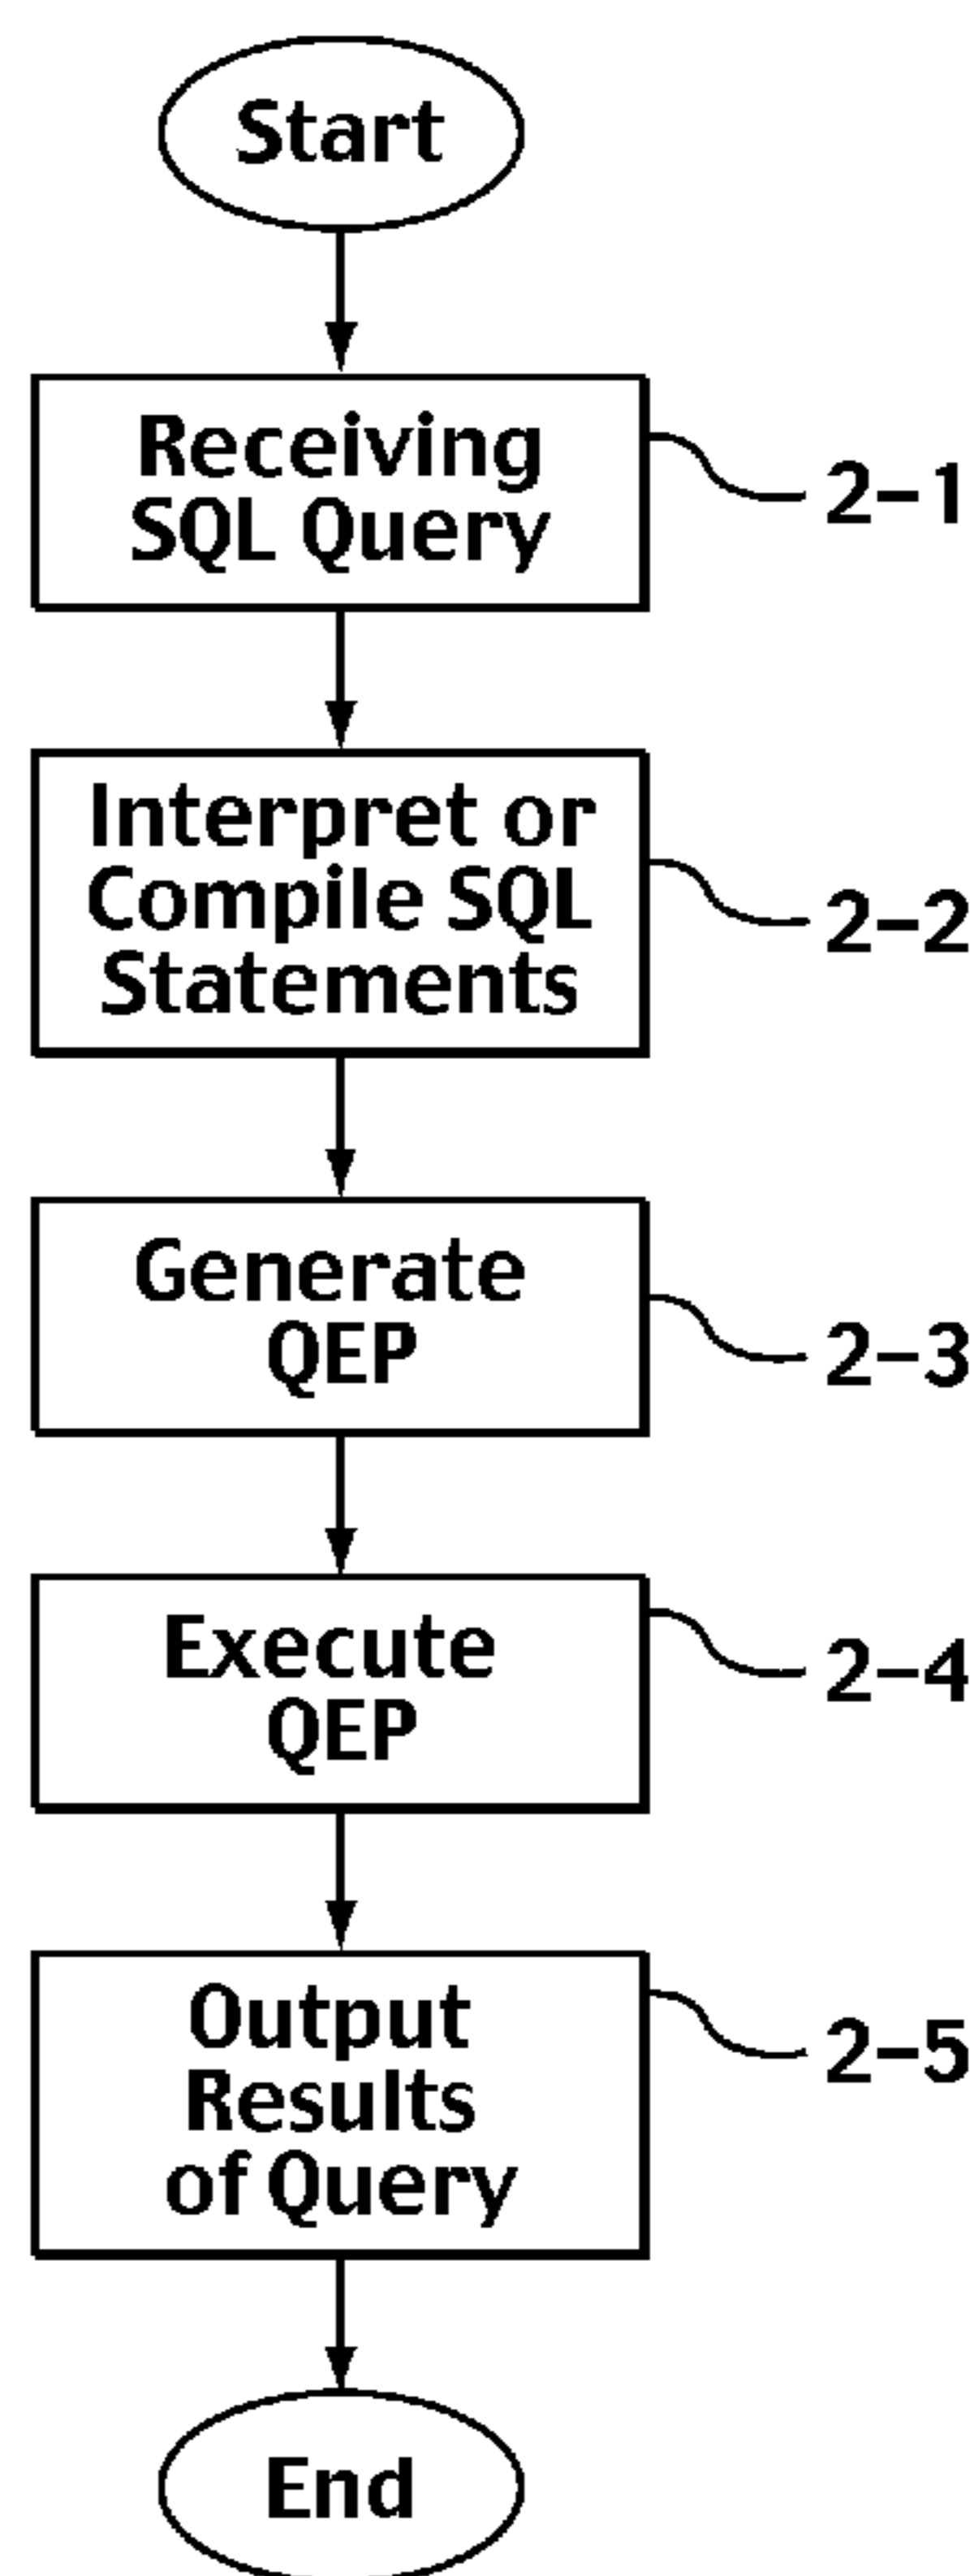 Start
Receiving
SQL Query
2-1
Interpret or
Compile SQL
Statements
2-2
Generate
QEP
2-3
Execute
QEP
2-4
Output
Results
of Query
2-5
End